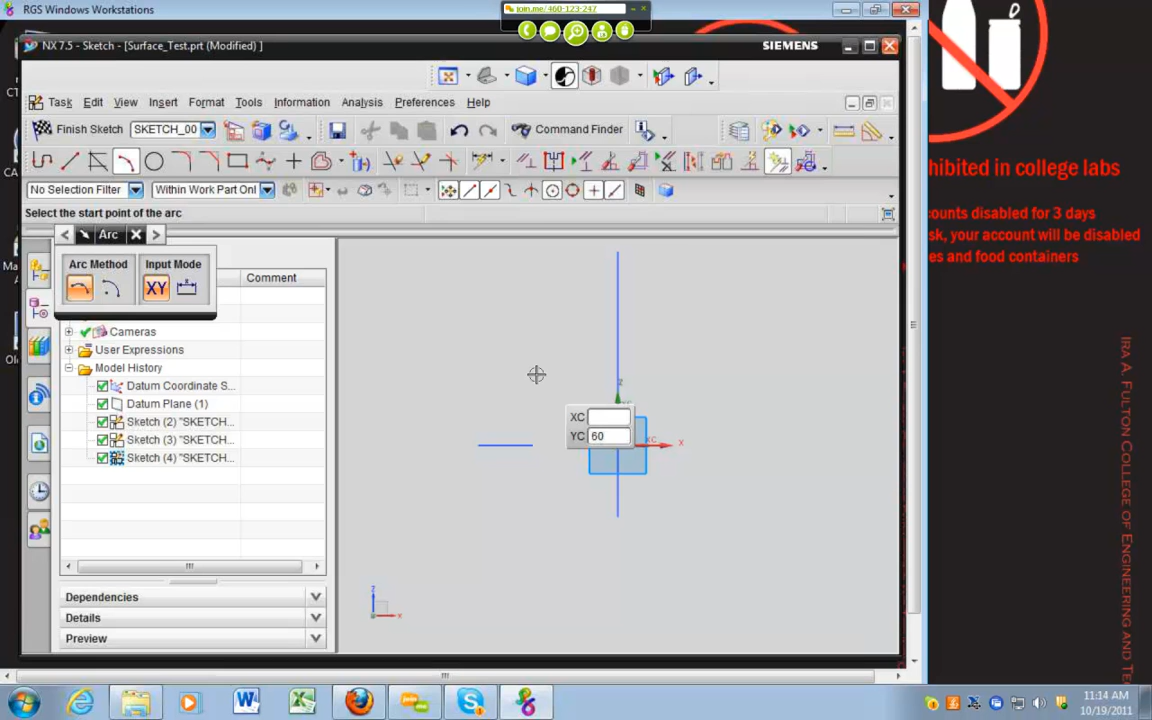 RGS Windows Workstations
join.me/460-123-247
NX 7.5 - Sketch - [Surface_Test.prt (Modified) ]
SIEMENS
Task Edit View Insert Format Tools Information Analysis Preferences Help
Finish Sketch SKETCH_00 Command Finder
No Selection Filter Within Work Part Onl
Select the start point of the arc
Arc
Arc Method Input Mode
XY
Comment
Cameras
User Expressions
Model History
Datum Coordinate S...
Datum Plane (1)
Sketch (2) "SKETCH...
Sketch (3) "SKETCH...
Sketch (4) "SKETCH...
Dependencies
Details
Preview
XC
YC 60
Z
XC
X
Z
X
hibited in college labs
counts disabled for 3 days
sk, your account will be disabled
es and food containers
IRA A. FULTON COLLEGE OF ENGINEERING AND TE
11:14 AM
10/19/2011